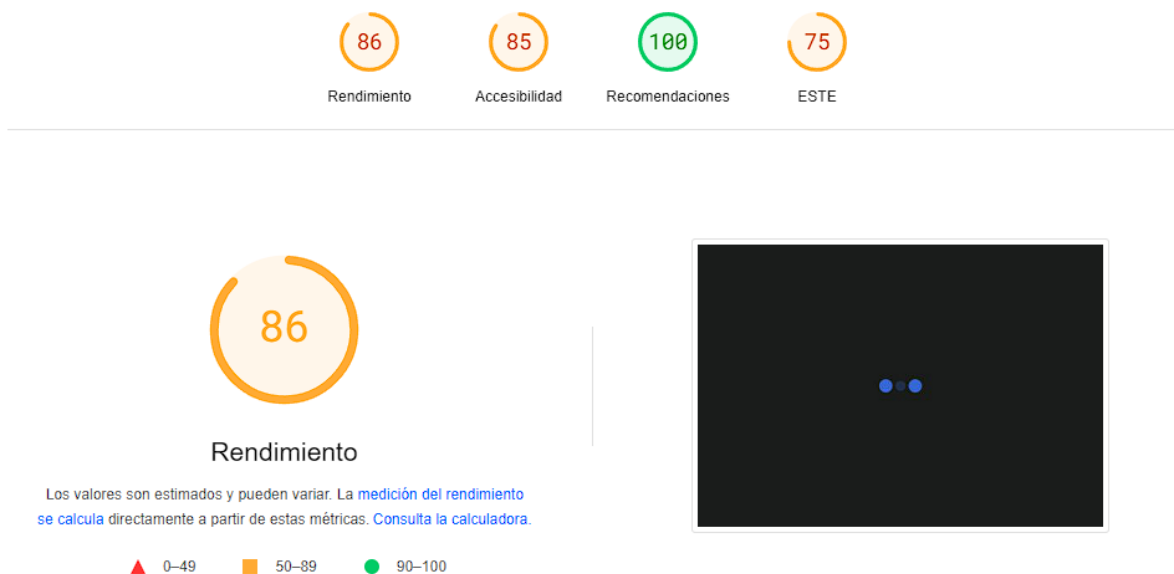 86 85 100 75
Rendimiento Accesibilidad Recomendaciones ESTE
86
Rendimiento
Los valores son estimados y pueden variar. La medición del rendimiento
se calcula directamente a partir de estas métricas. Consulta la calculadora.
0–49 50–89 90–100